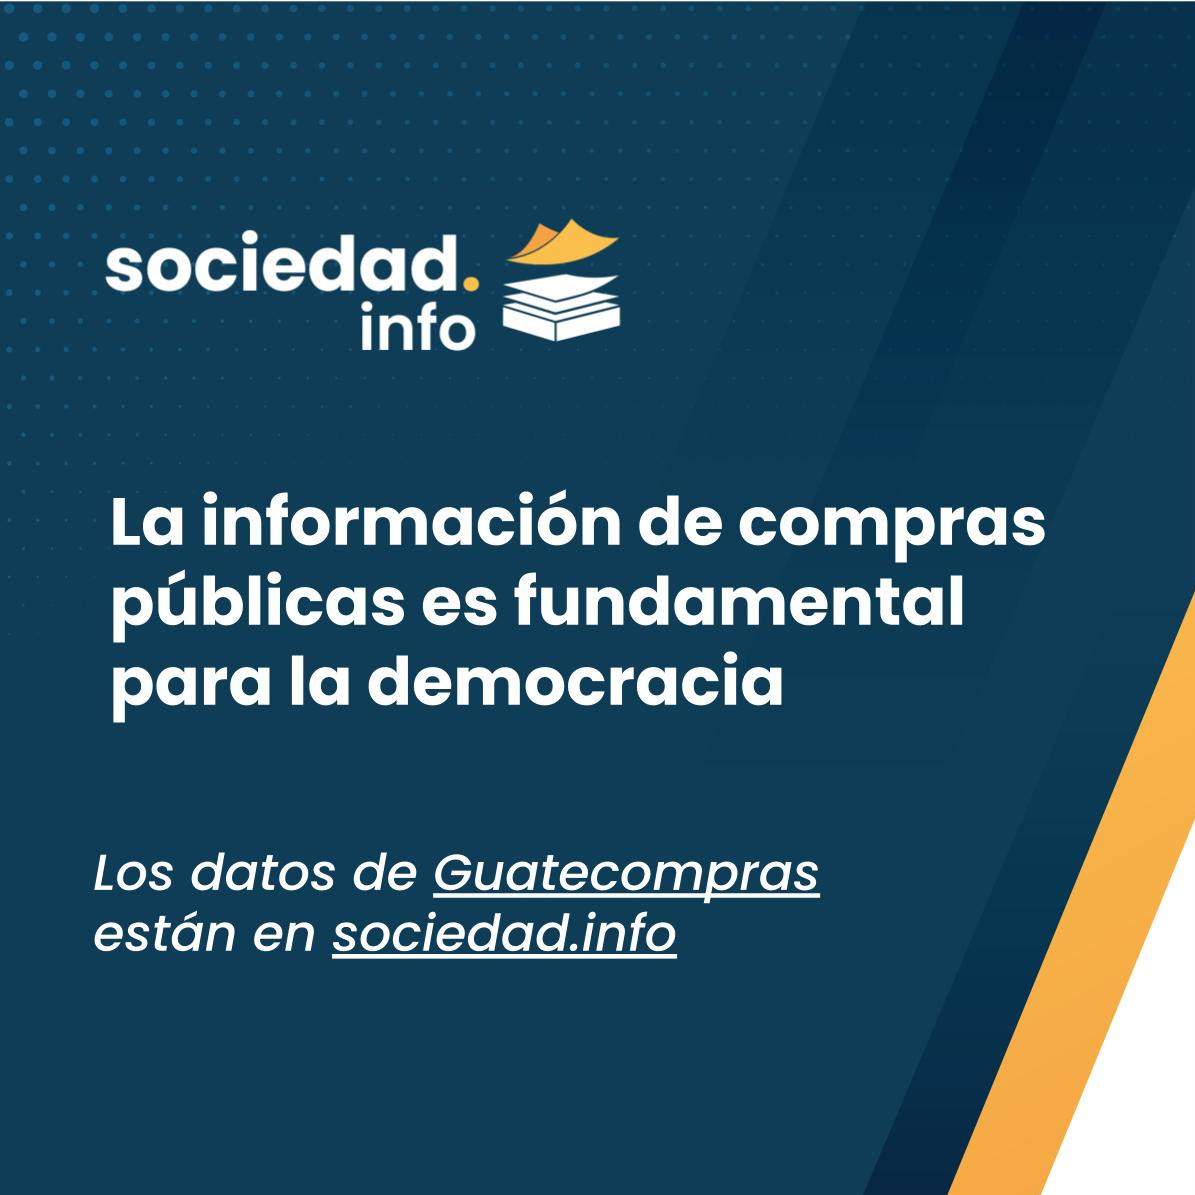 sociedad.
info
La información de compras
públicas es fundamental
para la democracia
Los datos de Guatecompras
están en sociedad.info